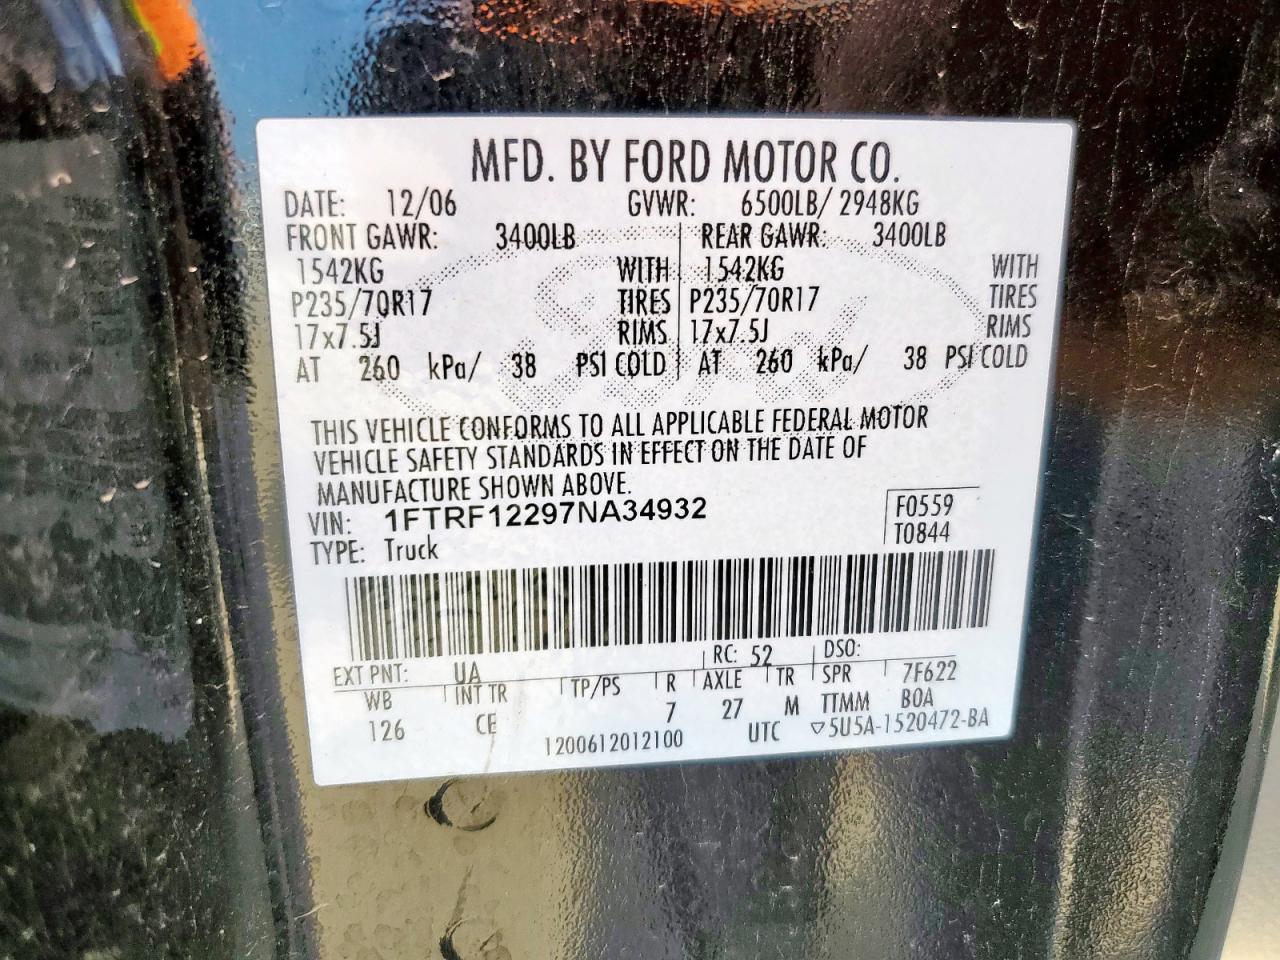 MFD. BY FORD MOTOR CO.
DATE: 12/06 GVWR: 6500LB/ 2948KG
FRONT GAWR: 3400LB REAR GAWR: 3400LB
1542KG WITH 1542KG WITH
P235/70R17 TIRES P235/70R17 TIRES
17x7.5J RIMS 17x7.5J RIMS
AT 260 kPa/ 38 PSI COLD AT 260 kPa/ 38 PSI COLD
THIS VEHICLE CONFORMS TO ALL APPLICABLE FEDERAL MOTOR
VEHICLE SAFETY STANDARDS IN EFFECT ON THE DATE OF
MANUFACTURE SHOWN ABOVE.
VIN: 1FTRF12297NA34932 F0559
TYPE: Truck T0844
EXT PNT: UA RC: 52 DSO:
WB INT TR TP/PS R AXLE TR SPR 7F622
126 CE 7 27 M TTMM BOA
1200612012100 UTC ▽5U5A-1520472-BA